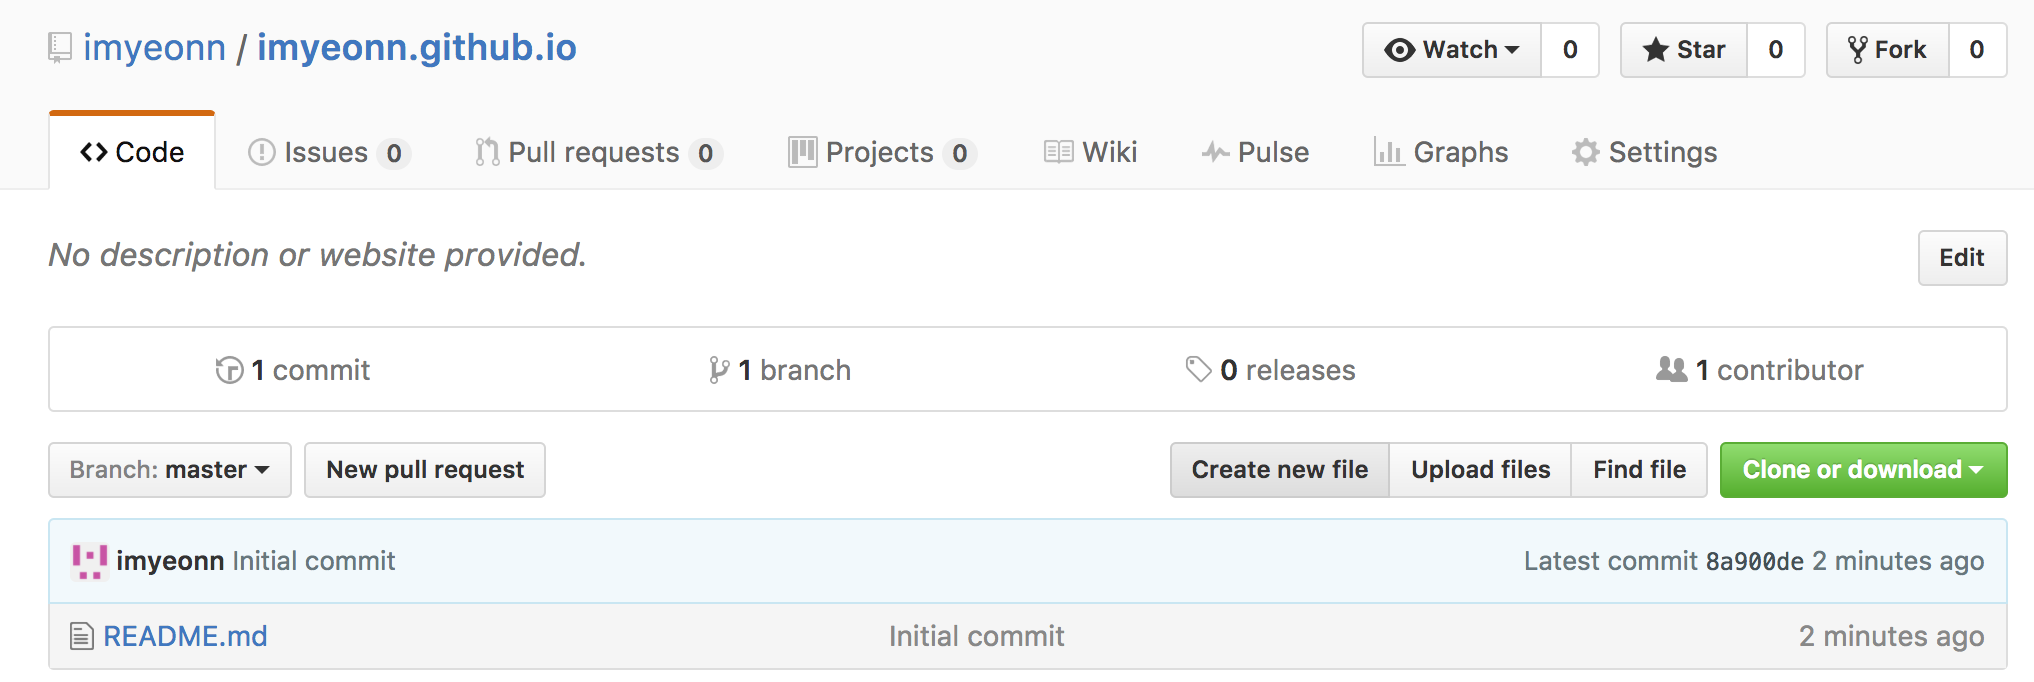 imyeonn / imyeonn.github.io Watch 0 Star 0 Fork 0
Code Issues 0 Pull requests 0 Projects 0 Wiki Pulse Graphs Settings
No description or website provided. Edit
1 commit 1 branch 0 releases 1 contributor
Branch: master New pull request Create new file Upload files Find file Clone or download
imyeonn Initial commit Latest commit 8a900de 2 minutes ago
README.md Initial commit 2 minutes ago